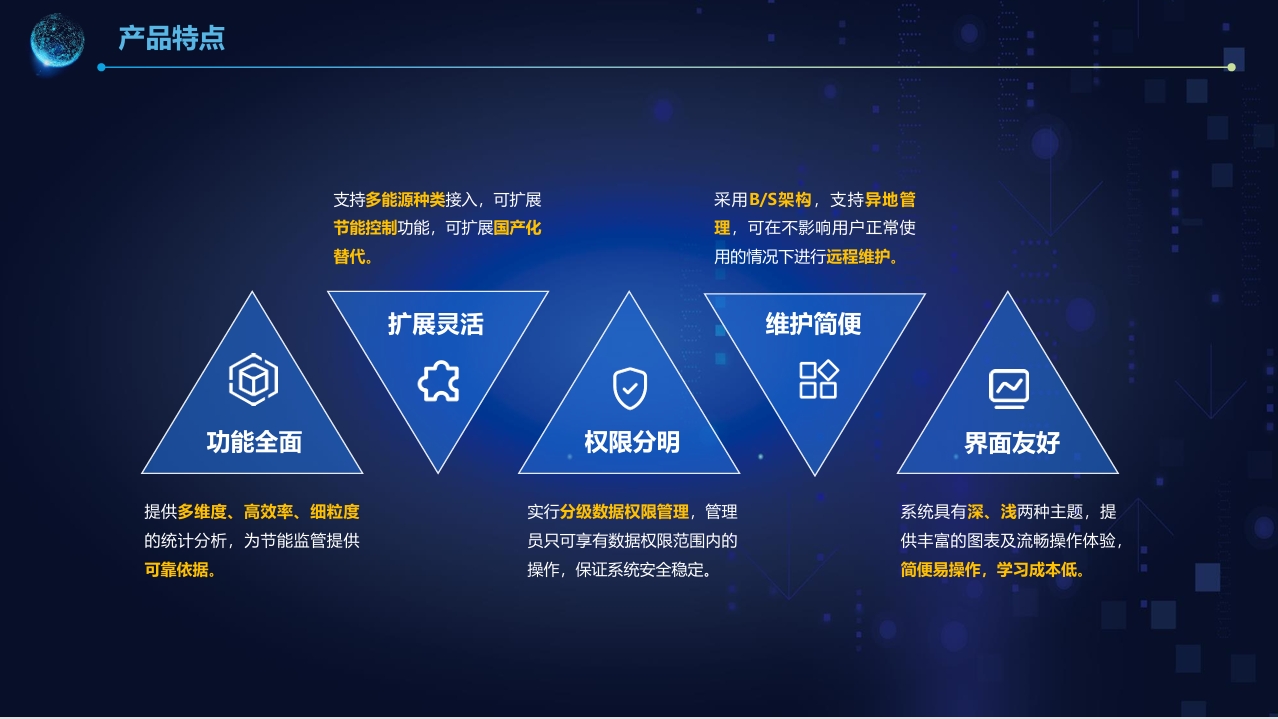 产品特点
支持多能源种类接入，可扩展
节能控制功能，可扩展国产化
替代。
采用B/S架构，支持异地管
理，可在不影响用户正常使
用的情况下进行远程维护。
扩展灵活
维护简便
功能全面
权限分明
界面友好
提供多维度、高效率、细粒度
的统计分析，为节能监管提供
可靠依据。
实行分级数据权限管理，管理
员只可享有数据权限范围内的
操作，保证系统安全稳定。
系统具有深、浅两种主题，提
供丰富的图表及流畅操作体验，
简便易操作，学习成本低。